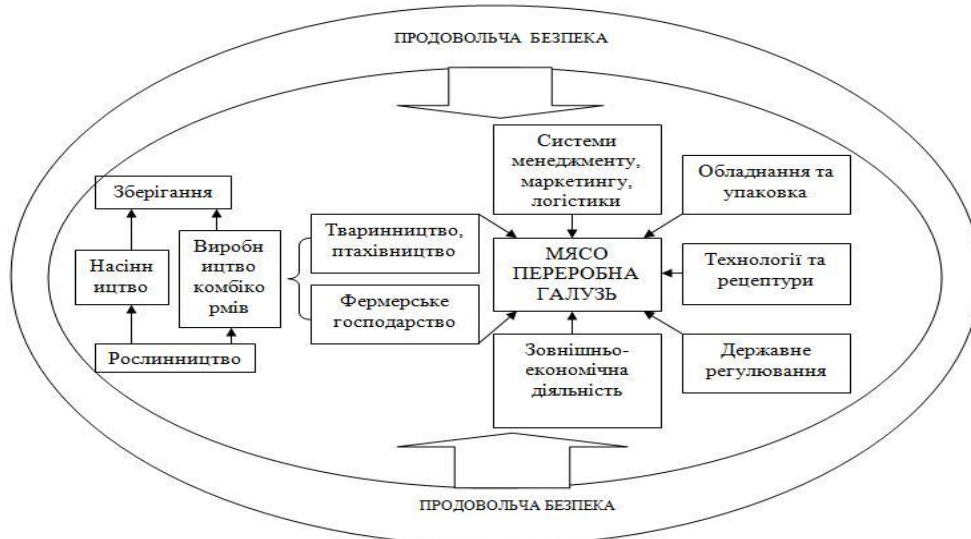 ПРОДОВОЛЬЧА БЕЗПЕКА
Системи
менеджменту,
маркетингу,
логістики
Обладнання та
упаковка
Зберігання
Тваринництво,
птахівництво
Виробн
ицтво
комбіко
рмів
Насінн
ицтво
МЯСО
ПЕРЕРОБНА
ГАЛУЗЬ
Технології та
рецептури
Фермерське
господарство
Рослинництво
Зовнішньо-
економічна
діяльність
Державне
регулювання
ПРОДОВОЛЬЧА БЕЗПЕКА